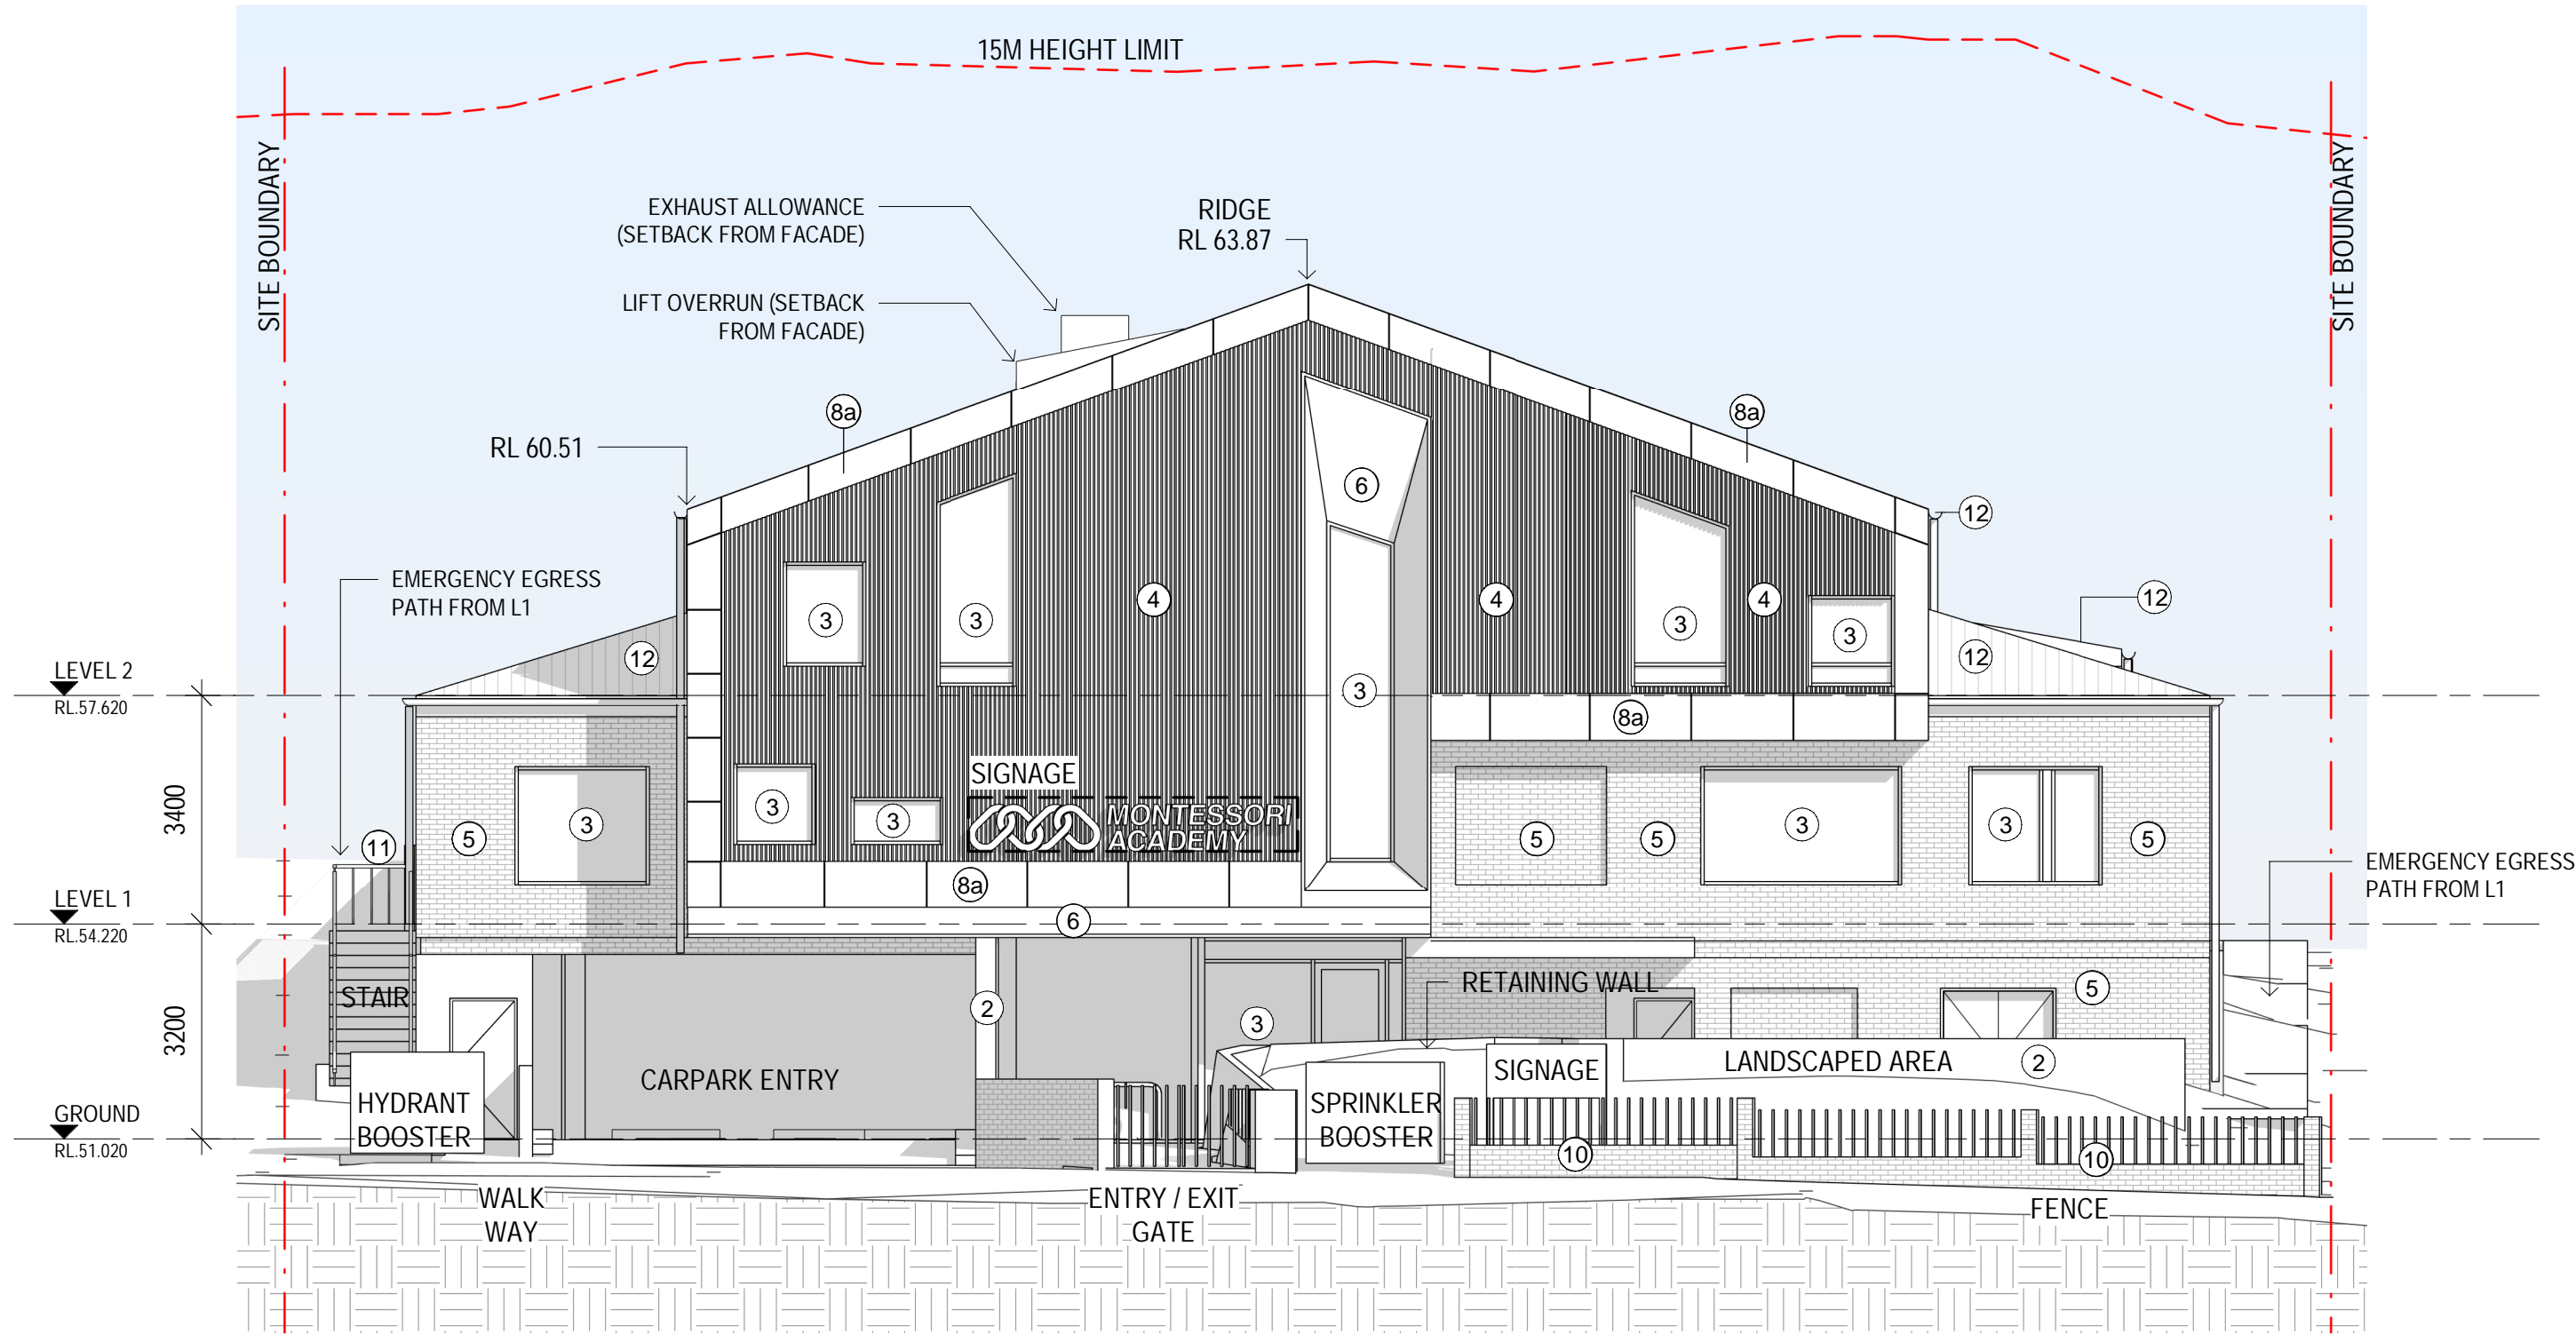 15M HEIGHT LIMIT
SITE BOUNDARY
SITE BOUNDARY
EXHAUST ALLOWANCE
(SETBACK FROM FACADE)
RIDGE
RL 63.87
LIFT OVERRUN (SETBACK
FROM FACADE)
8a
8a
RL 60.51
6
12
EMERGENCY EGRESS
PATH FROM L1
4
4
4
12
3
3
3
3
12
12
LEVEL 2
RL.57.620
3
8a
SIGNAGE
MONTESSORI
ACADEMY
3400
3
3
3
5
5
5
3
3
5
11
EMERGENCY EGRESS
PATH FROM L1
8a
LEVEL 1
RL.54.220
6
STAIR
RETAINING WALL
5
2
3
3200
CARPARK ENTRY
SIGNAGE
LANDSCAPED AREA
2
HYDRANT
BOOSTER
SPRINKLER
BOOSTER
GROUND
RL.51.020
10
10
WALK
WAY
ENTRY / EXIT
GATE
FENCE